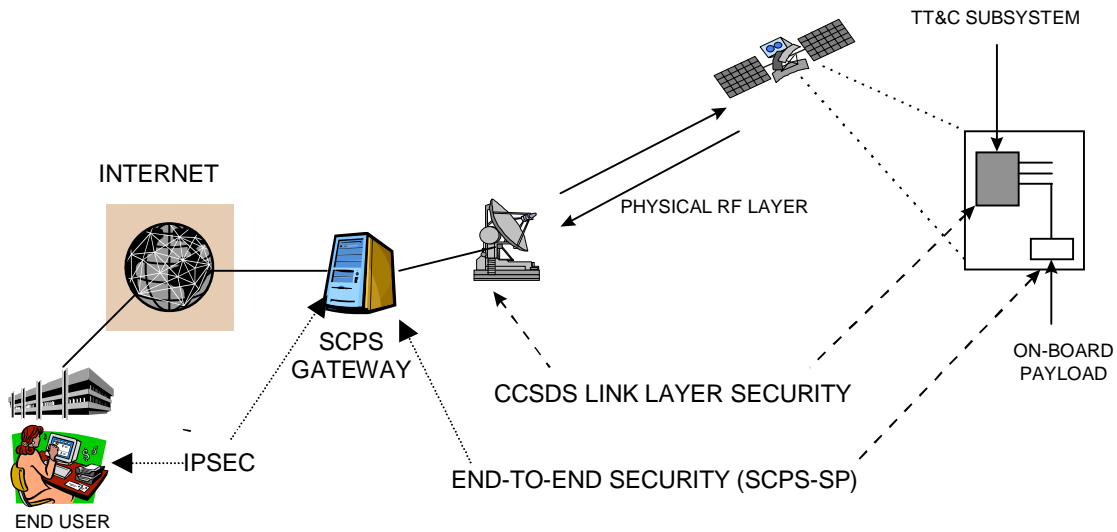 TT&C SUBSYSTEM
INTERNET
PHYSICAL RF LAYER
SCPS
GATEWAY
ON-BOARD
PAYLOAD
CCSDS LINK LAYER SECURITY
IPSEC
END-TO-END SECURITY (SCPS-SP)
END USER